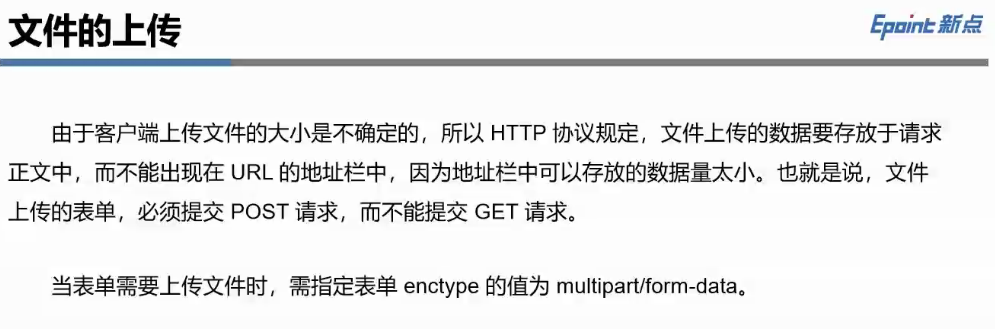 文件的上传
Epoint 新点
由于客户端上传文件的大小是不确定的，所以 HTTP 协议规定，文件上传的数据要存放于请求
正文中，而不能出现在 URL 的地址栏中，因为地址栏中可以存放的数据量太小。也就是说，文件
上传的表单，必须提交 POST 请求，而不能提交 GET 请求。
当表单需要上传文件时，需指定表单 enctype 的值为 multipart/form-data。